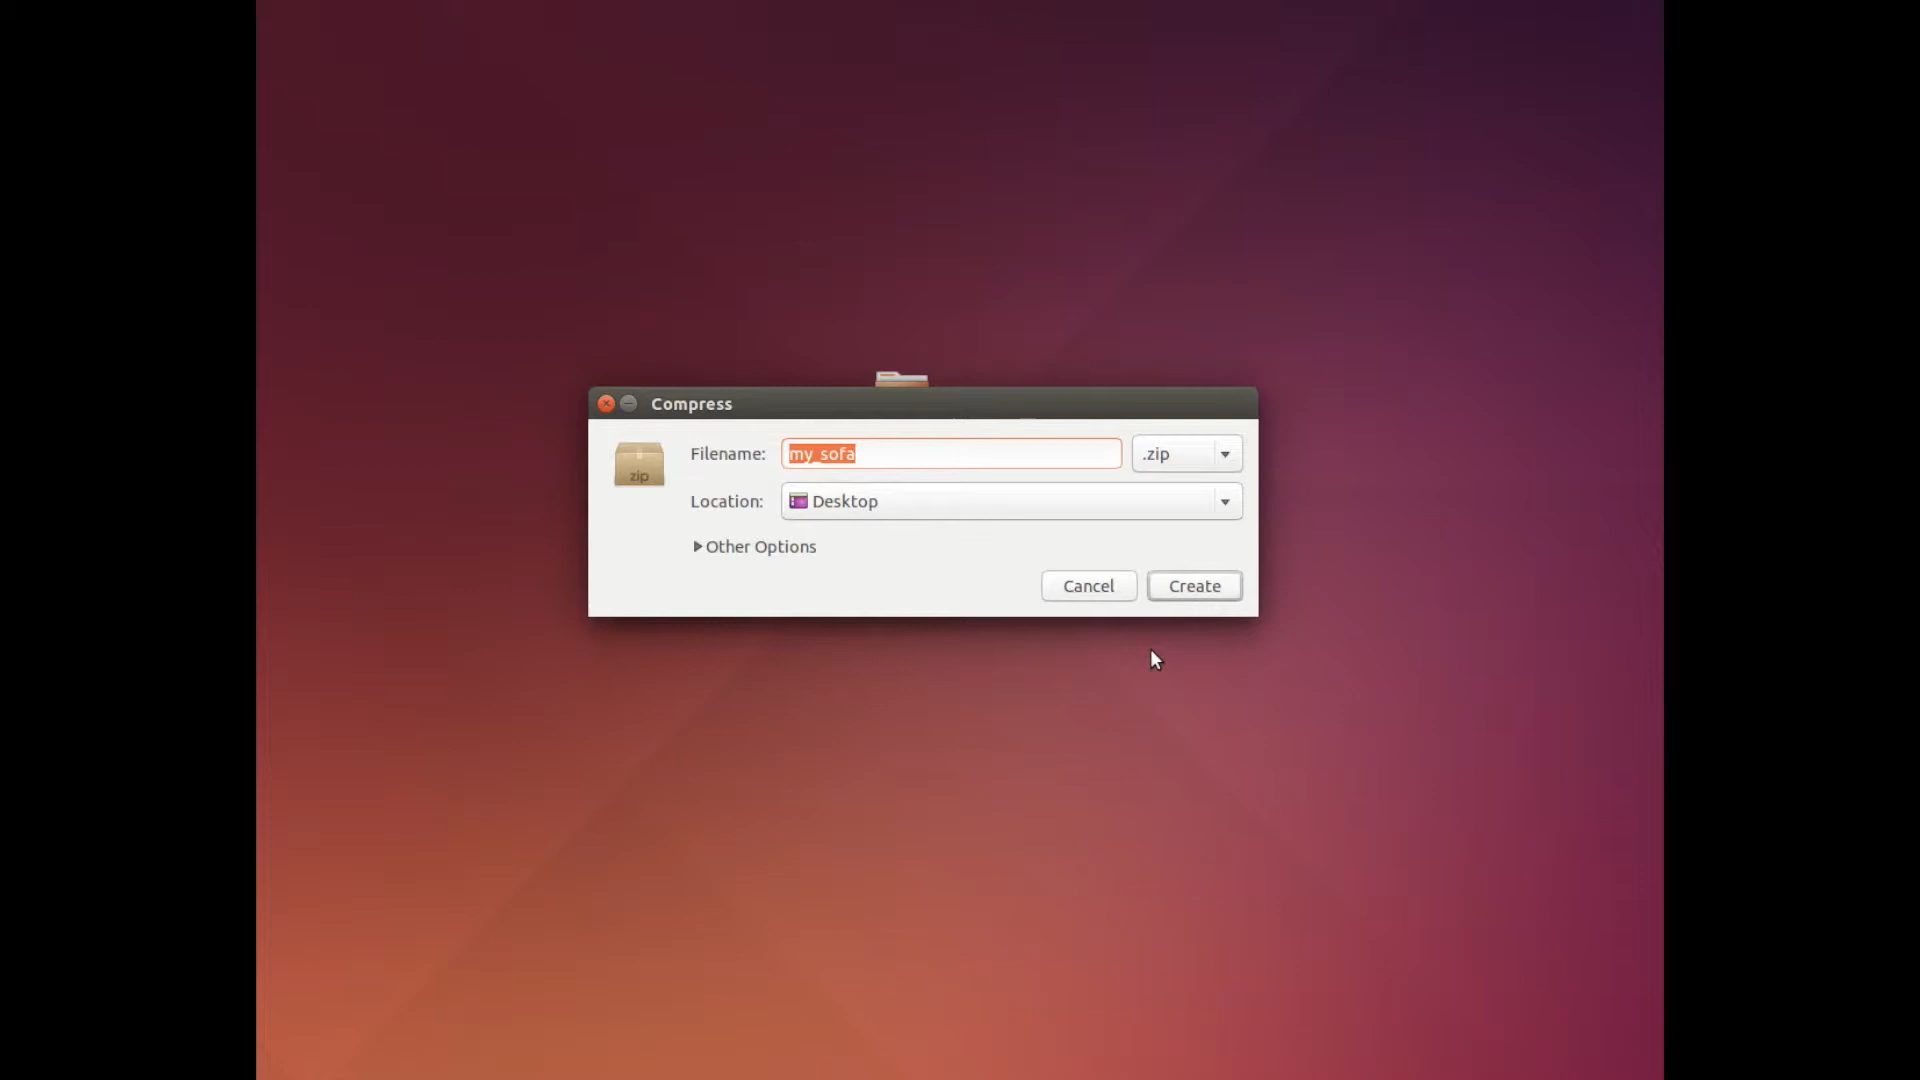 Compress
Filename: my_sofa .zip
zip
Location: Desktop
Other Options
Cancel Create